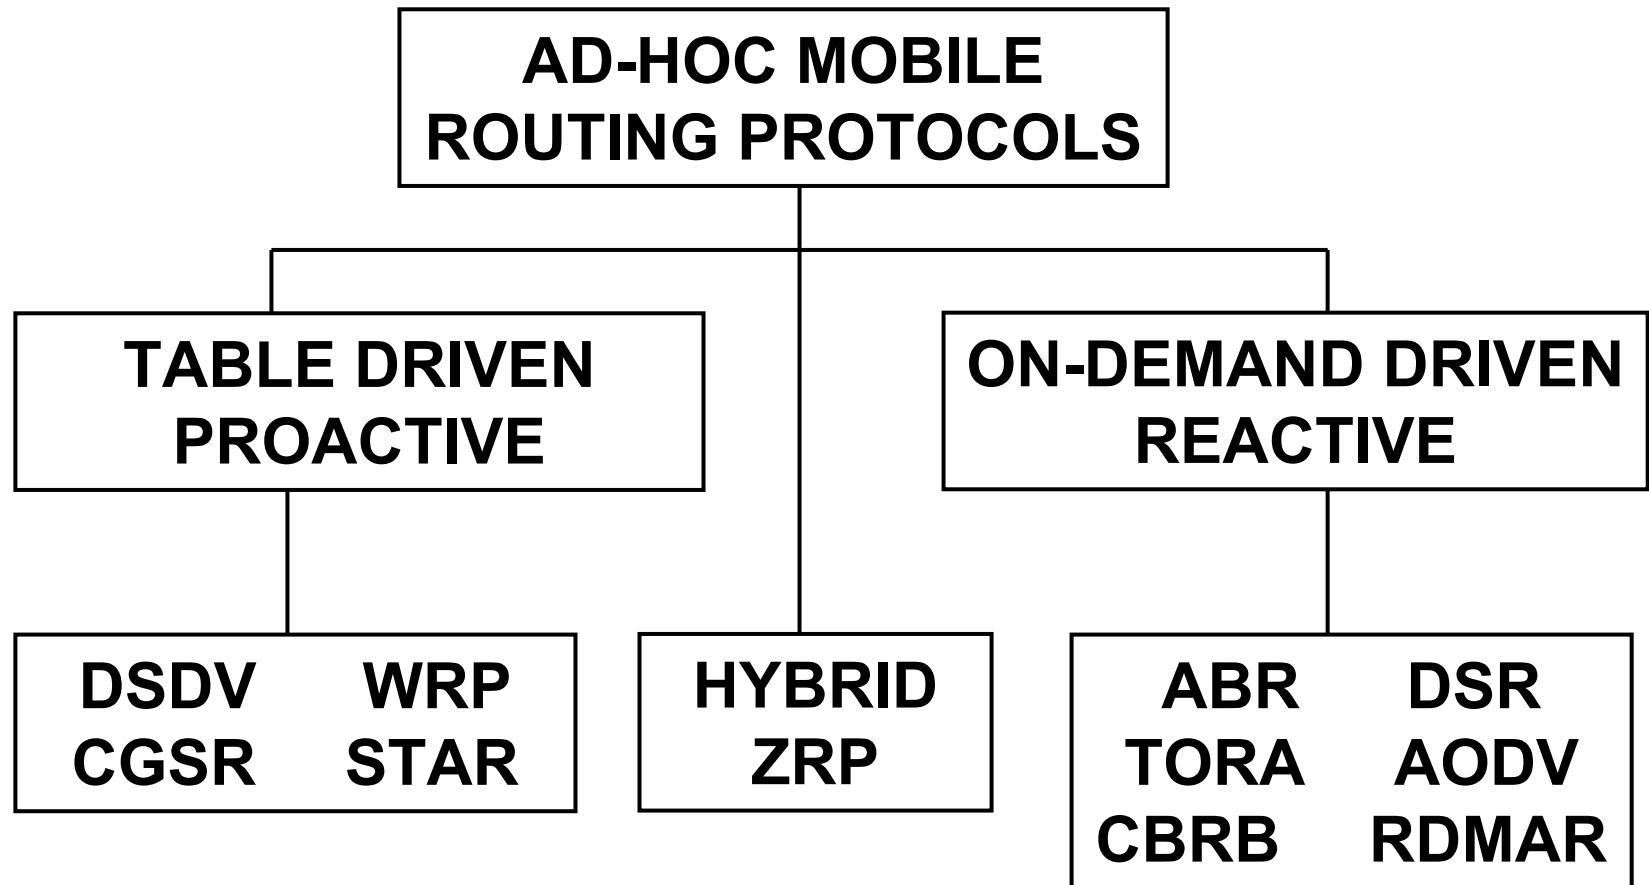 AD-HOC MOBILE
ROUTING PROTOCOLS
TABLE DRIVEN
PROACTIVE
ON-DEMAND DRIVEN
REACTIVE
DSDV WRP
CGSR STAR
HYBRID
ZRP
ABR DSR
TORA AODV
CBRB RDMAR